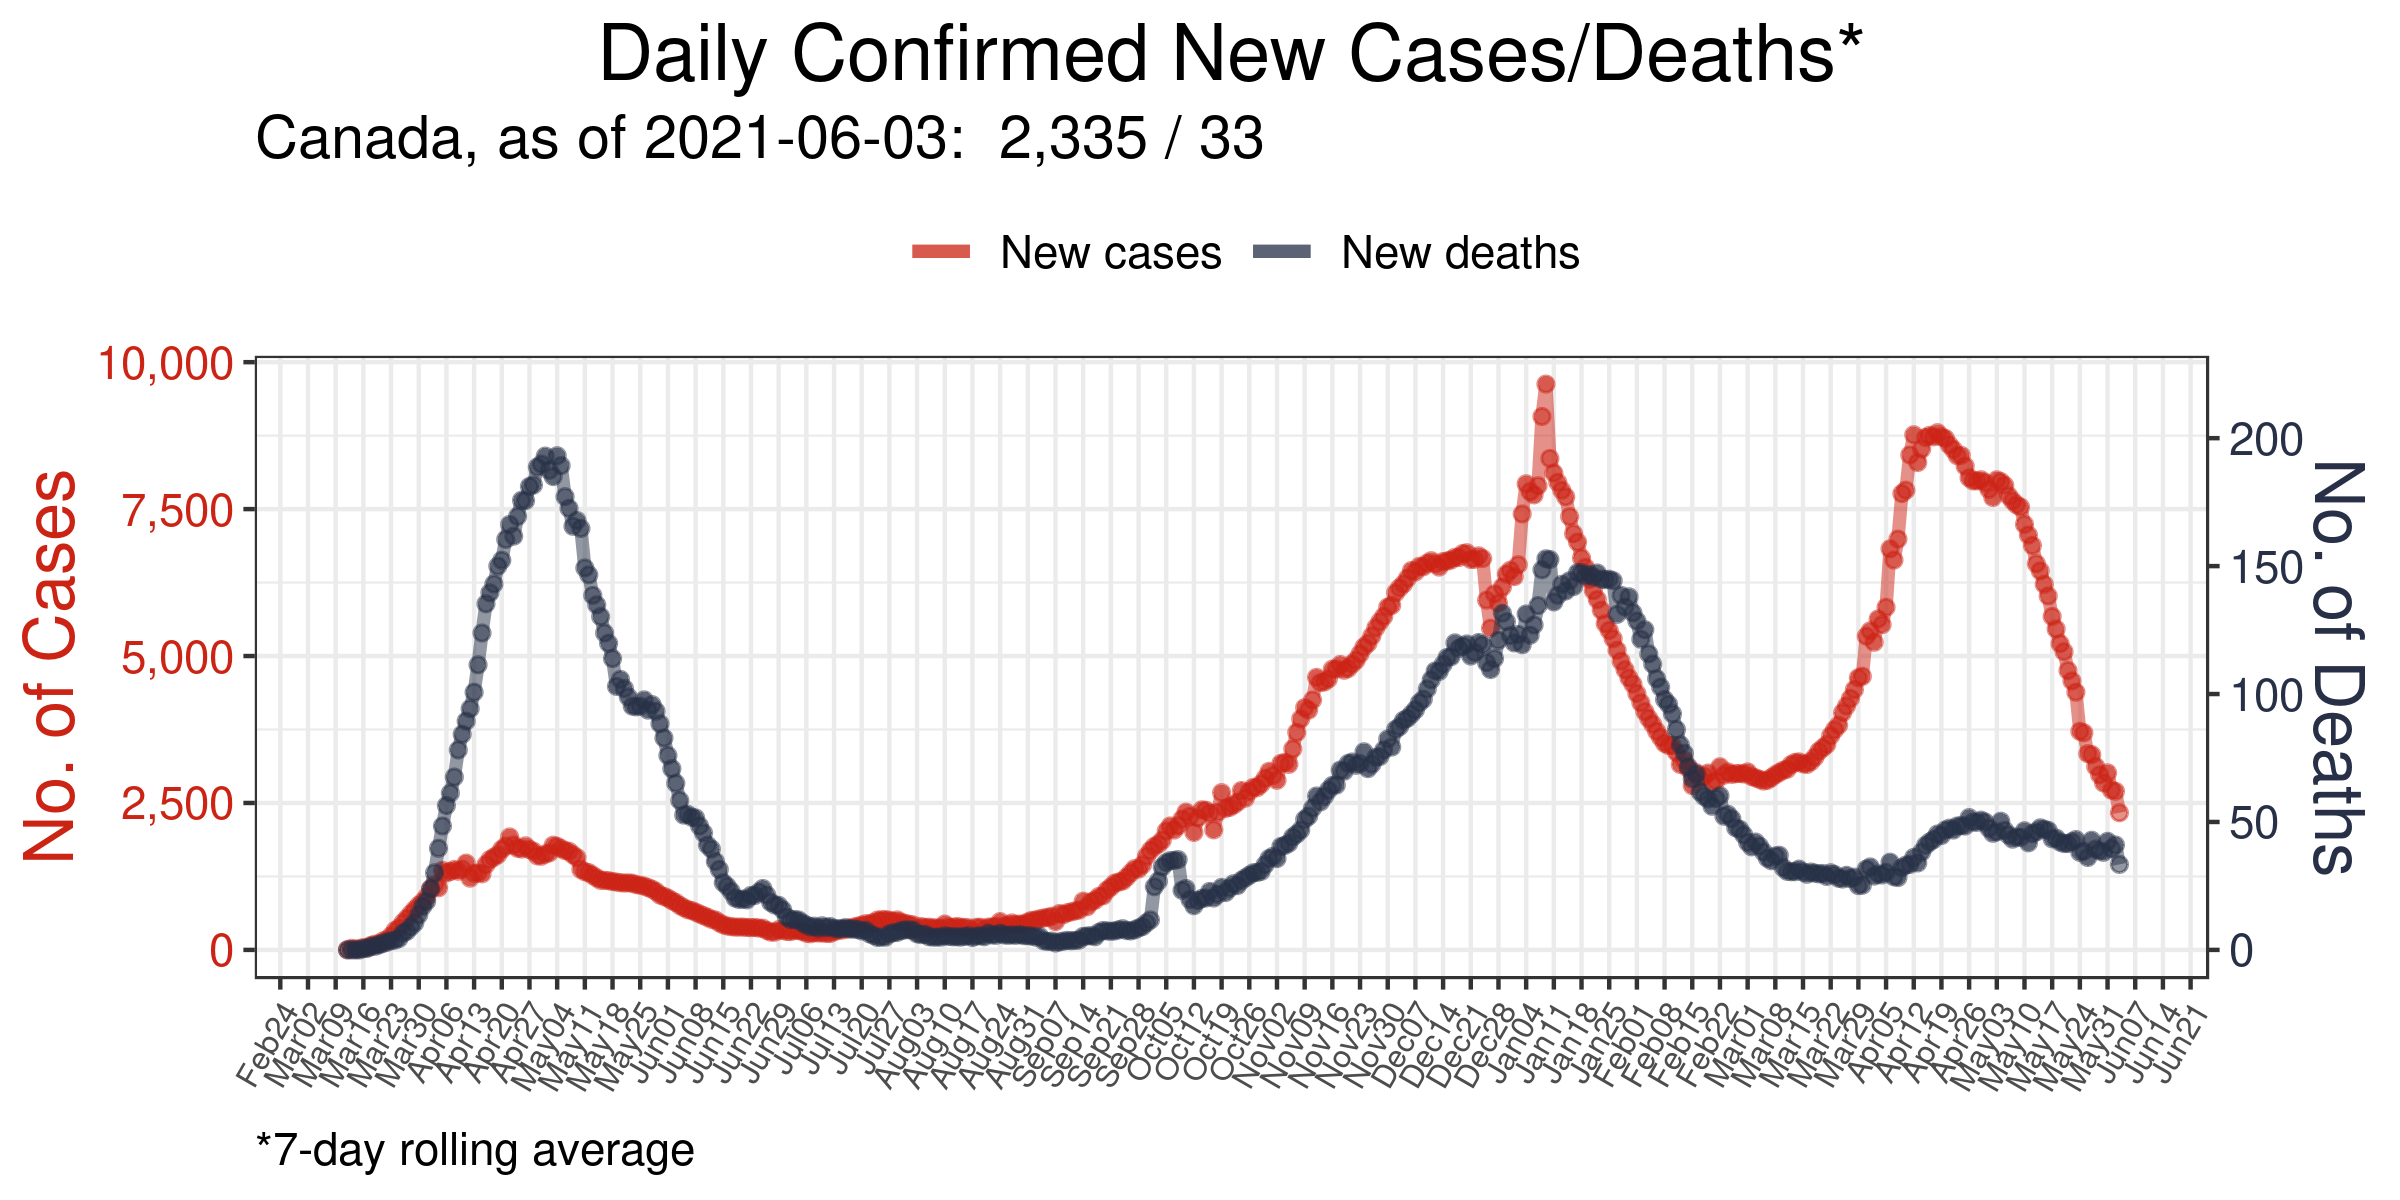 Daily Confirmed New Cases/Deaths*
Canada, as of 2021-06-03:  2,335 / 33
New cases
New deaths
No. of Cases
10,000
7,500
5,000
2,500
0
No. of Deaths
200
150
100
50
0
Feb24
Mar02
Mar09
Mar16
Mar23
Mar30
Apr06
Apr13
Apr20
Apr27
May04
May11
May18
May25
Jun01
Jun08
Jun15
Jun22
Jun29
Jul06
Jul13
Jul20
Jul27
Aug03
Aug10
Aug17
Aug24
Aug31
Sep07
Sep14
Sep21
Sep28
Oct05
Oct12
Oct19
Oct26
Nov02
Nov09
Nov16
Nov23
Nov30
Dec07
Dec14
Dec21
Dec28
Jan04
Jan11
Jan18
Jan25
Feb01
Feb08
Feb15
Feb22
Mar01
Mar08
Mar15
Mar22
Mar29
Apr05
Apr12
Apr19
Apr26
May03
May10
May17
May24
May31
Jun07
Jun14
Jun21
*7-day rolling average